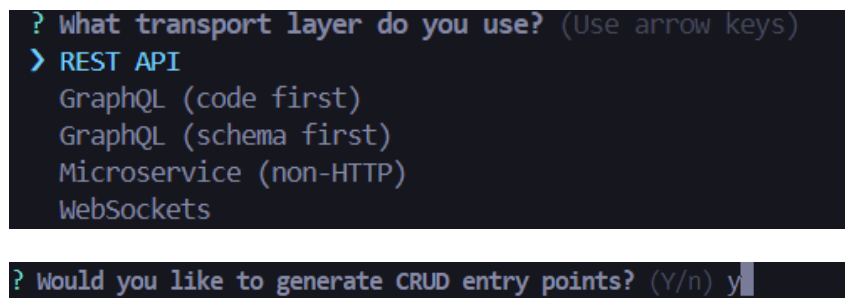 ? What transport layer do you use? (Use arrow keys)
❯ REST API
GraphQL (code first)
GraphQL (schema first)
Microservice (non-HTTP)
WebSockets
? Would you like to generate CRUD entry points? (Y/n) y